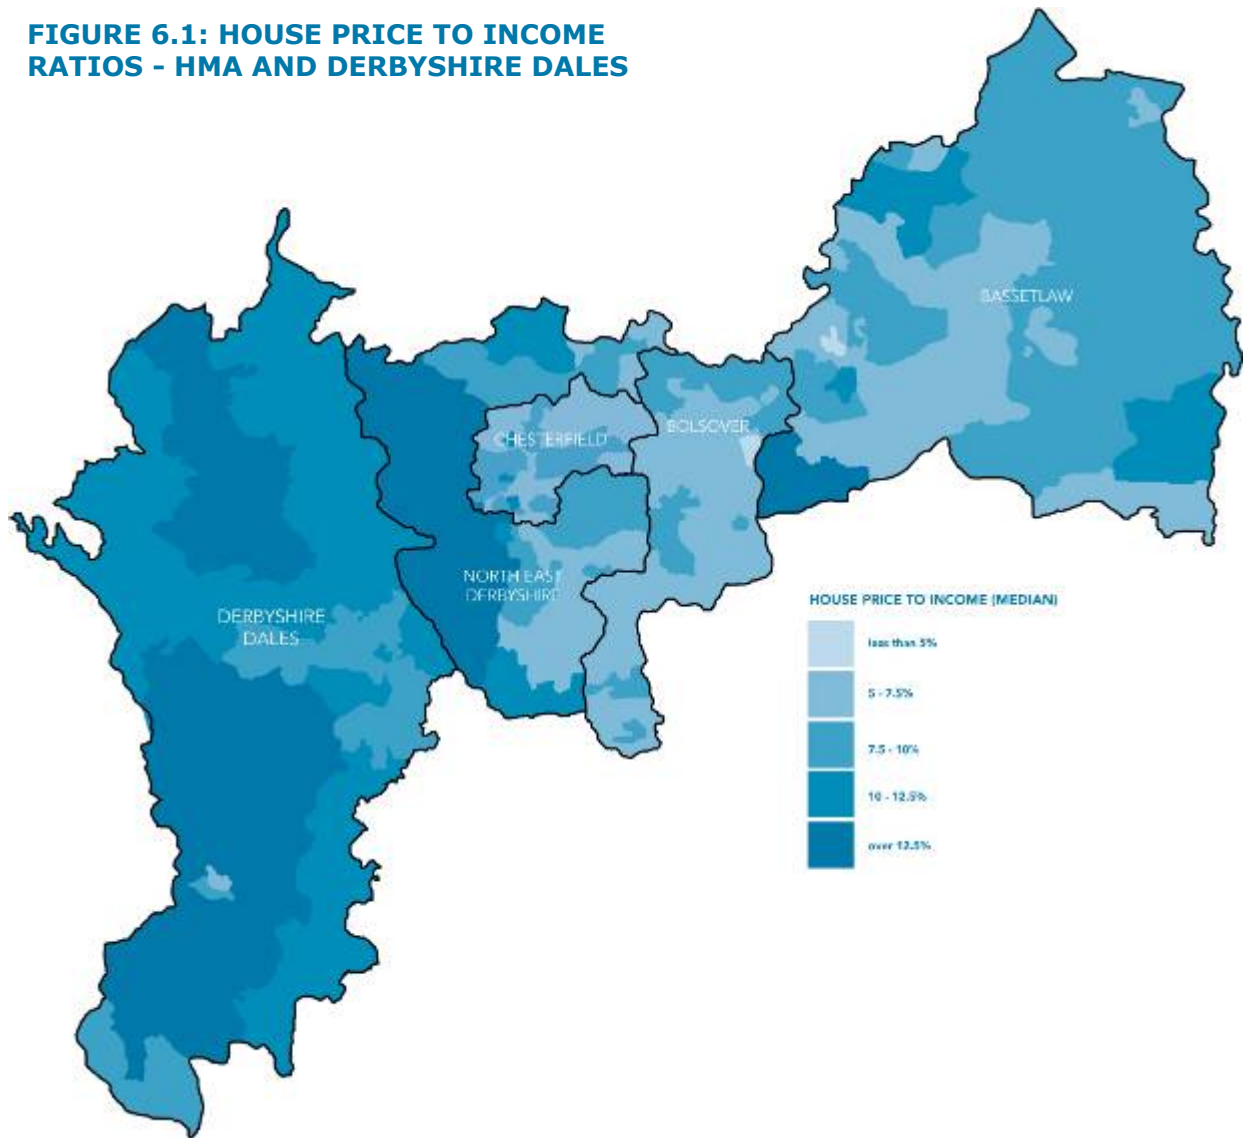 FIGURE 6.1: HOUSE PRICE TO INCOME
RATIOS - HMA AND DERBYSHIRE DALES
BASSETLAW
CHESTERFIELD
BOLSOVER
NORTH EAST
DERBYSHIRE
DERBYSHIRE
DALES
HOUSE PRICE TO INCOME (MEDIAN)
less than 5%
5 - 7.5%
7.5 - 10%
10 - 12.5%
over 12.5%